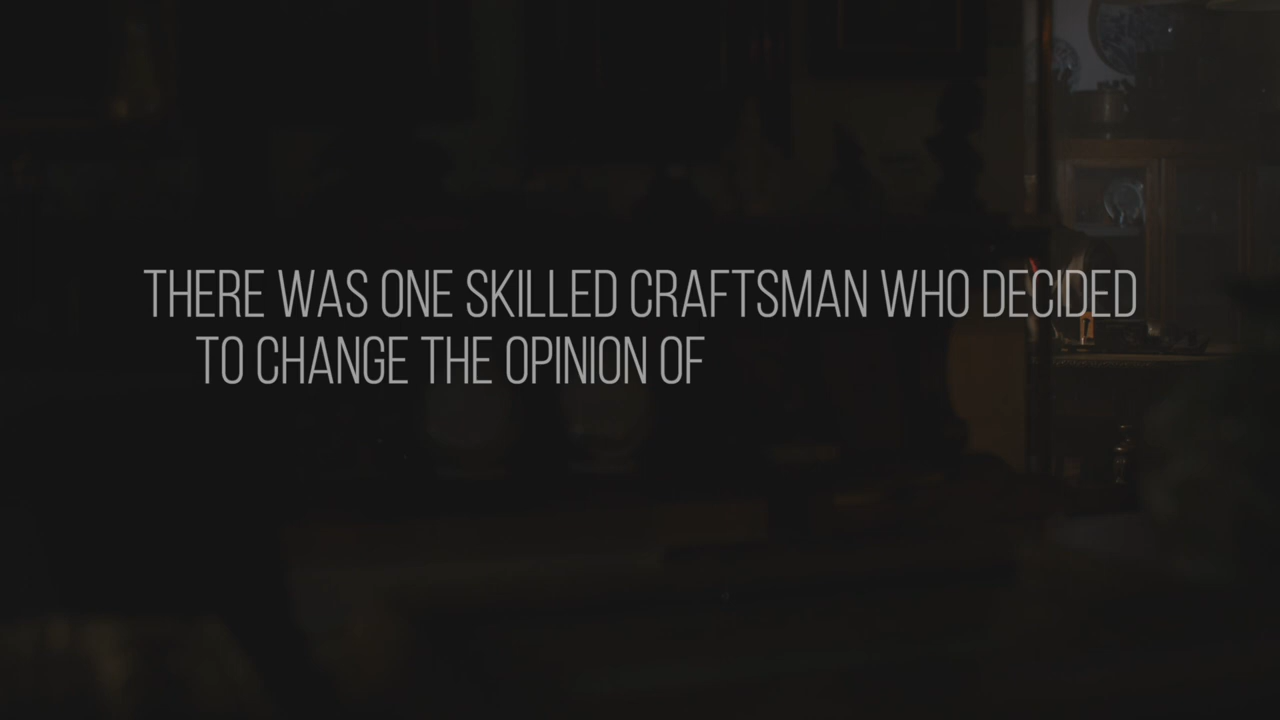 THERE WAS ONE SKILLED CRAFTSMAN WHO DECIDED
TO CHANGE THE OPINION OF